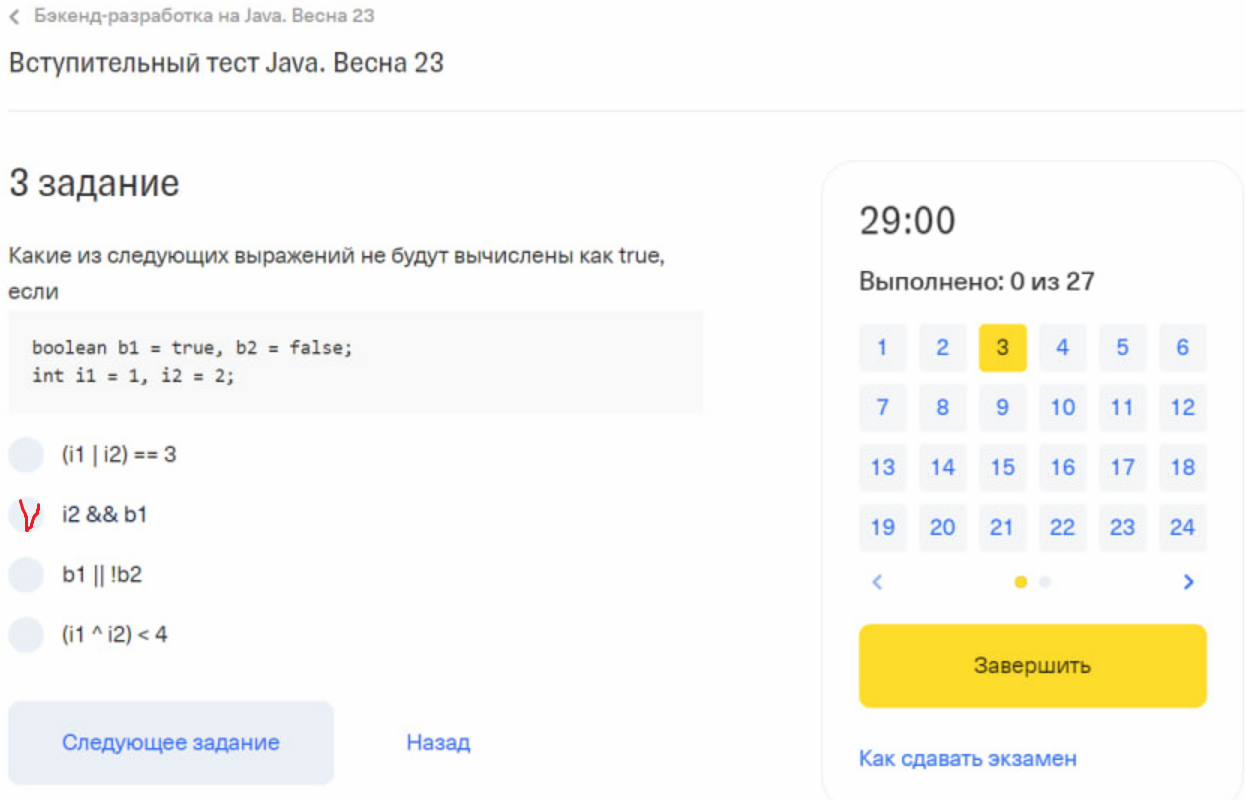 Бэкенд-разработка на Java. Весна 23
Вступительный тест Java. Весна 23
3 задание
Какие из следующих выражений не будут вычислены как true,
если
boolean b1 = true, b2 = false;
int i1 = 1, i2 = 2;
(i1 | i2) == 3
i2 && b1
b1 || !b2
(i1 ^ i2) < 4
Следующее задание
Назад
29:00
Выполнено: 0 из 27
1 2 3 4 5 6
7 8 9 10 11 12
13 14 15 16 17 18
19 20 21 22 23 24
Завершить
Как сдавать экзамен